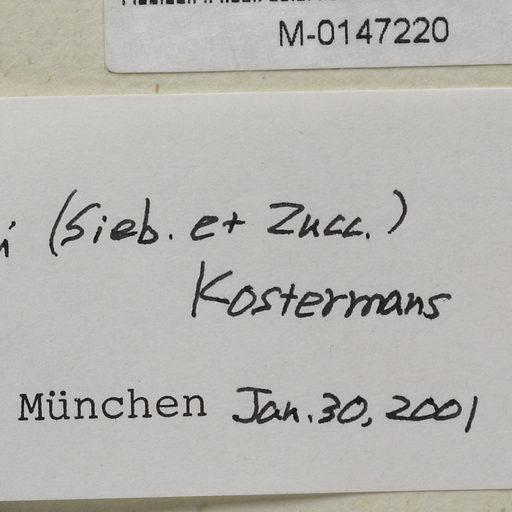 M-0147220
(Sieb. et Zucc.)
Kostermans
München Jan. 30, 2001